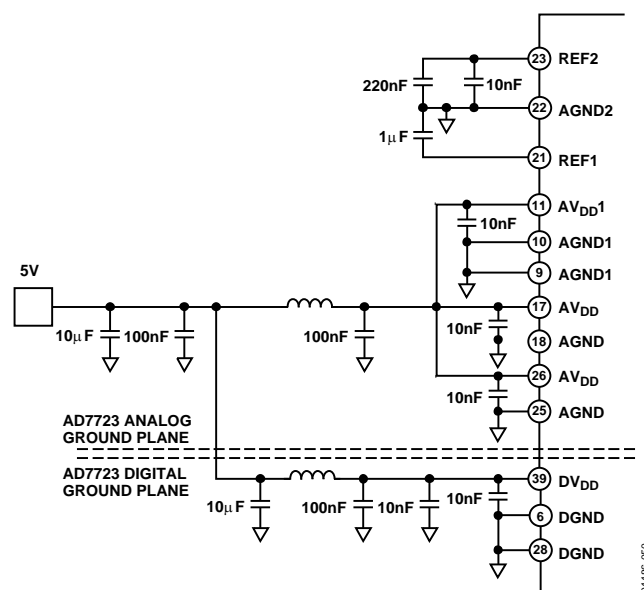 23 REF2
220nF
10nF
22 AGND2
1µF
21 REF1
11 AVDD1
10nF
10 AGND1
9 AGND1
5V
17 AVDD
10µF
100nF
100nF
10nF
18 AGND
26 AVDD
10nF
25 AGND
AD7723 ANALOG
GROUND PLANE
AD7723 DIGITAL
GROUND PLANE
39 DVDD
10µF
100nF
10nF
10nF
6 DGND
28 DGND